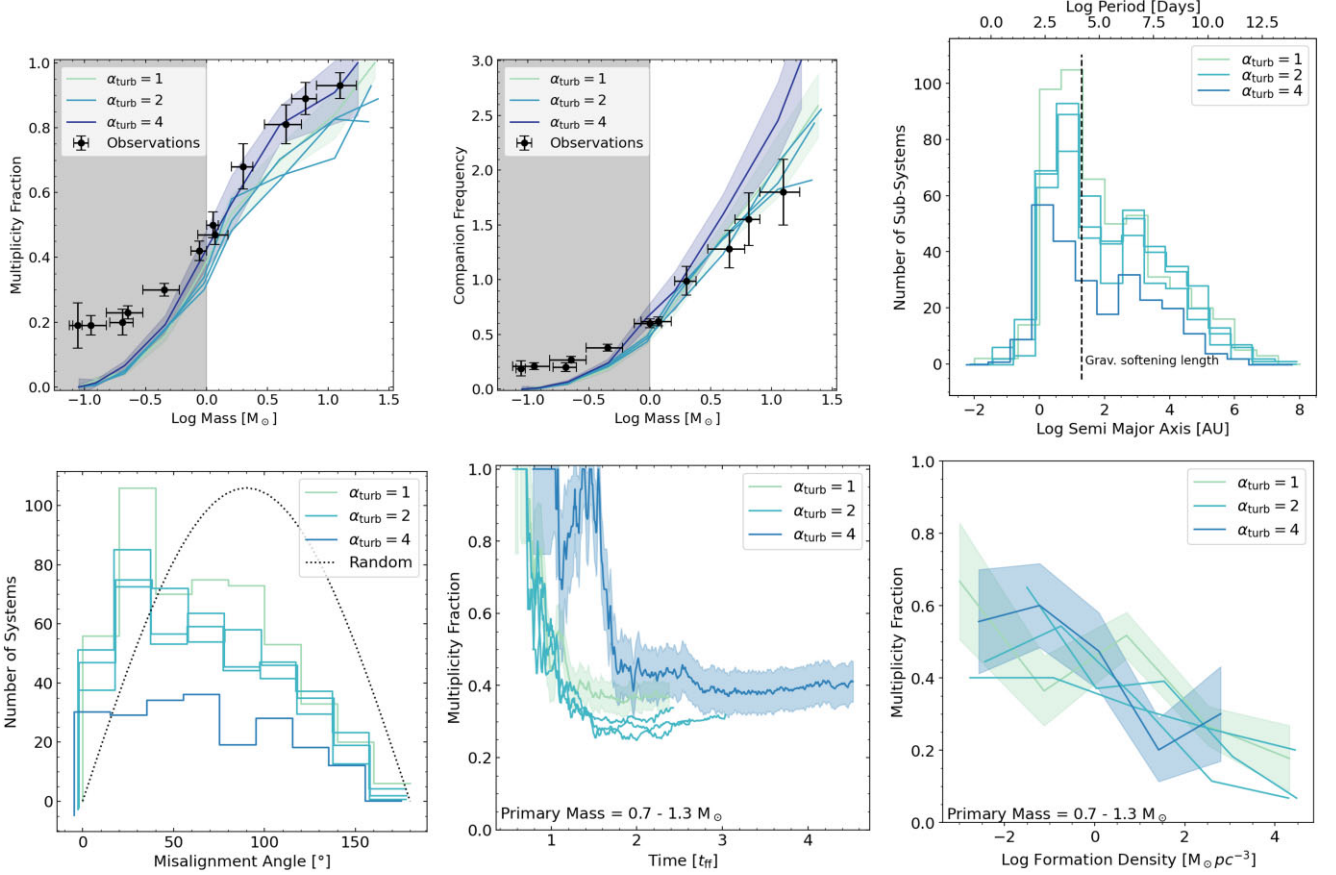 Multiplicity Fraction
1.0
0.8
0.6
0.4
0.2
0.0
α_turb = 1
α_turb = 2
α_turb = 4
Observations
−1.0 −0.5 0.0 0.5 1.0 1.5
Log Mass [M⊙]
Companion Frequency
3.0
2.5
2.0
1.5
1.0
0.5
0.0
α_turb = 1
α_turb = 2
α_turb = 4
Observations
−1.0 −0.5 0.0 0.5 1.0 1.5
Log Mass [M⊙]
Log Period [Days]
0.0 2.5 5.0 7.5 10.0 12.5
Number of Sub-Systems
100
80
60
40
20
0
α_turb = 1
α_turb = 2
α_turb = 4
Grav. softening length
−2 0 2 4 6 8
Log Semi Major Axis [AU]
Number of Systems
100
80
60
40
20
0
α_turb = 1
α_turb = 2
α_turb = 4
Random
0 50 100 150
Misalignment Angle [°]
Multiplicity Fraction
1.0
0.8
0.6
0.4
0.2
0.0
α_turb = 1
α_turb = 2
α_turb = 4
Primary Mass = 0.7 - 1.3 M⊙
1 2 3 4
Time [t_ff]
Multiplicity Fraction
1.0
0.8
0.6
0.4
0.2
0.0
α_turb = 1
α_turb = 2
α_turb = 4
Primary Mass = 0.7 - 1.3 M⊙
−2 0 2 4
Log Formation Density [M⊙ pc⁻³]